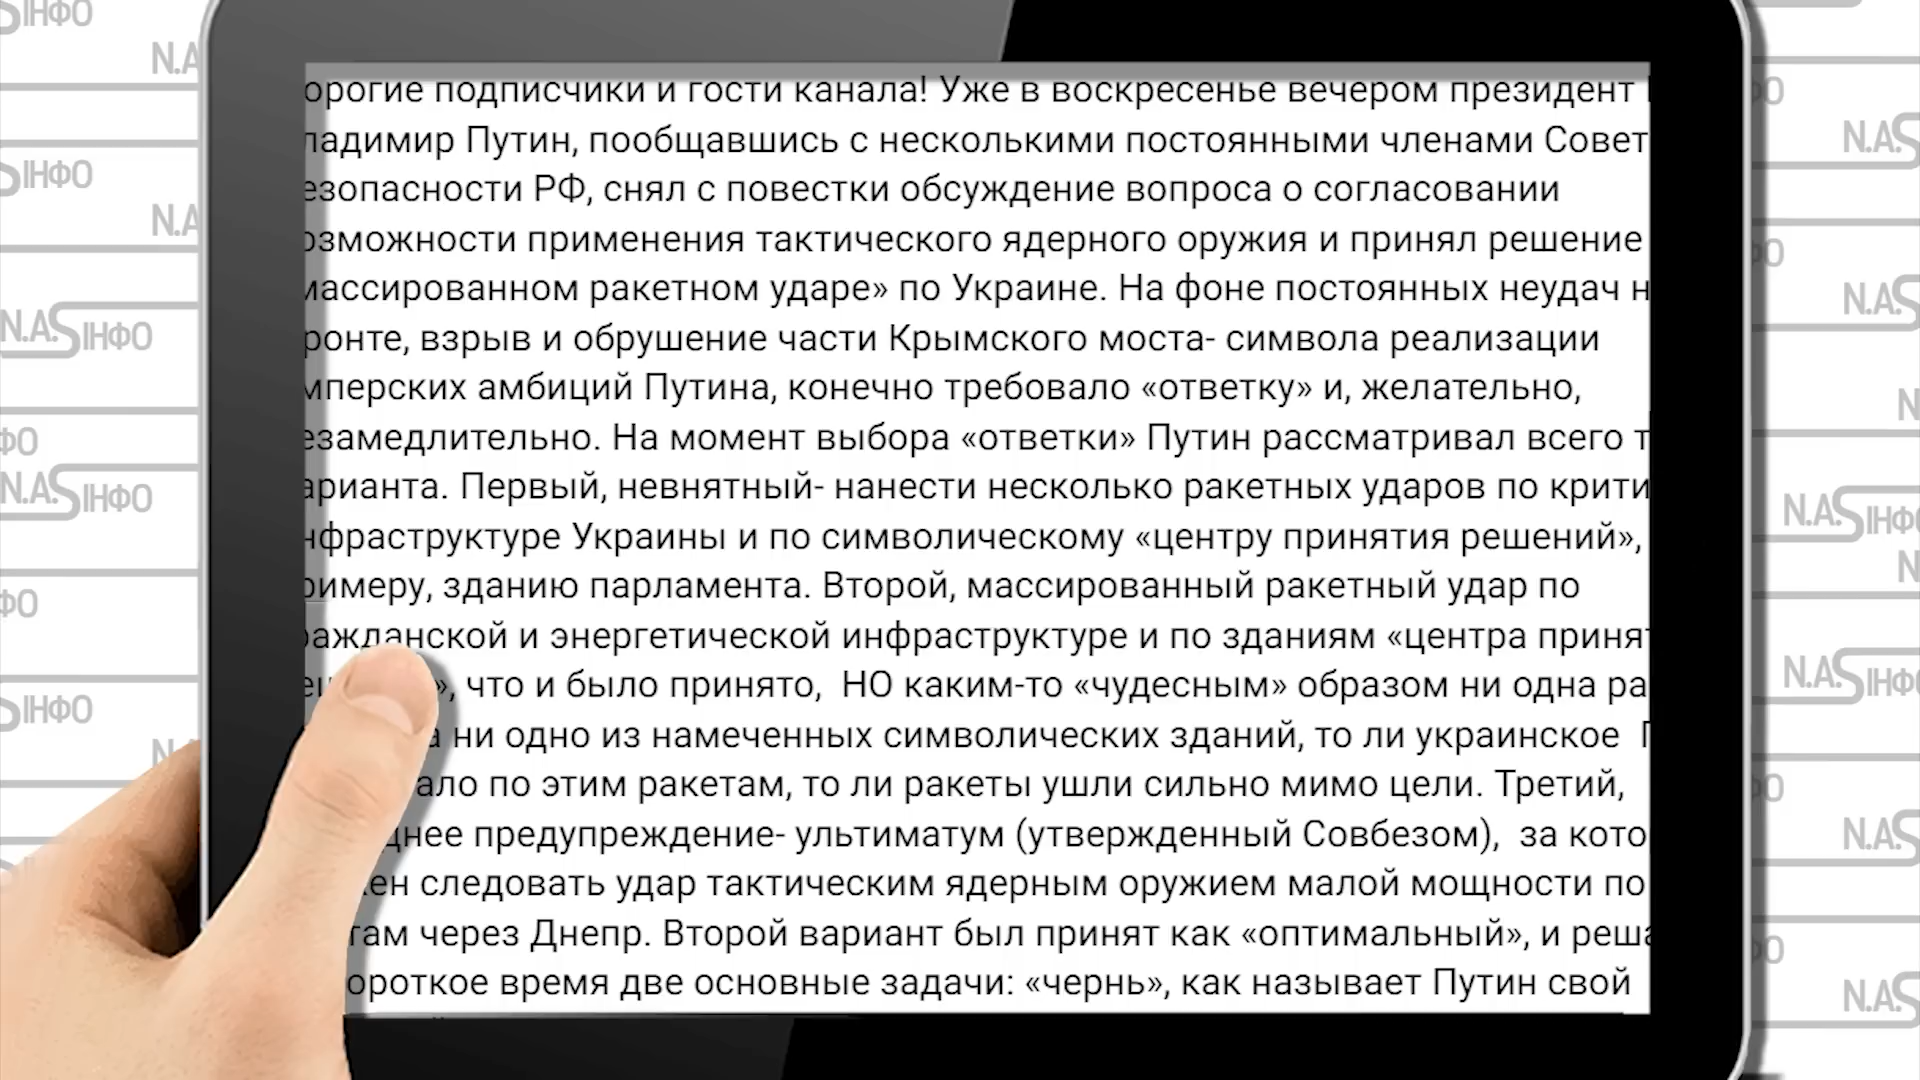 орогие подписчики и гости канала! Уже в воскресенье вечером президент
ладимир Путин, пообщавшись с несколькими постоянными членами Совет
езопасности РФ, снял с повестки обсуждение вопроса о согласовании
озможности применения тактического ядерного оружия и принял решение
массированном ракетном ударе» по Украине. На фоне постоянных неудач н
ронте, взрыв и обрушение части Крымского моста- символа реализации
мперских амбиций Путина, конечно требовало «ответку» и, желательно,
езамедлительно. На момент выбора «ответки» Путин рассматривал всего т
арианта. Первый, невнятный- нанести несколько ракетных ударов по крити
нфраструктуре Украины и по символическому «центру принятия решений»,
римеру, зданию парламента. Второй, массированный ракетный удар по
ражданской и энергетической инфраструктуре и по зданиям «центра принят
», что и было принято, НО каким-то «чудесным» образом ни одна ра
а ни одно из намеченных символических зданий, то ли украинское
ало по этим ракетам, то ли ракеты ушли сильно мимо цели. Третий,
днее предупреждение- ультиматум (утвержденный Совбезом), за кото
жен следовать удар тактическим ядерным оружием малой мощности по
там через Днепр. Второй вариант был принят как «оптимальный», и реша
ороткое время две основные задачи: «чернь», как называет Путин свой
N.A.SІНФО
N.A.SІНФО
N.A.SІНФО
N.A.SІНФО